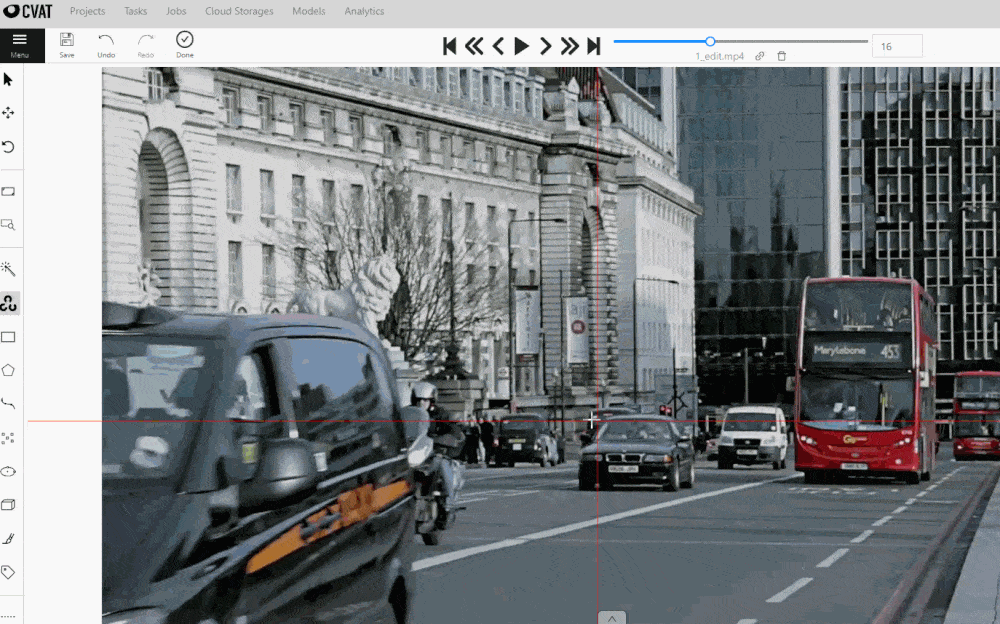 CVAT
Projects
Tasks
Jobs
Cloud Storages
Models
Analytics
Menu
Save
Undo
Redo
Done
1_edit.mp4
16
Marylebone 453